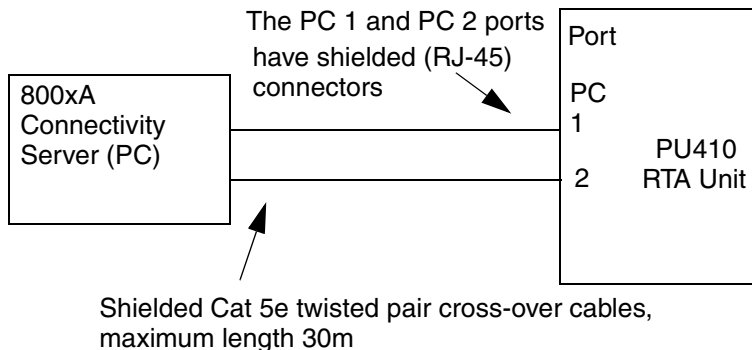 The PC 1 and PC 2 ports
have shielded (RJ-45)
connectors
800xA
Connectivity
Server (PC)
Port
PC
1
2
PU410
RTA Unit
Shielded Cat 5e twisted pair cross-over cables,
maximum length 30m